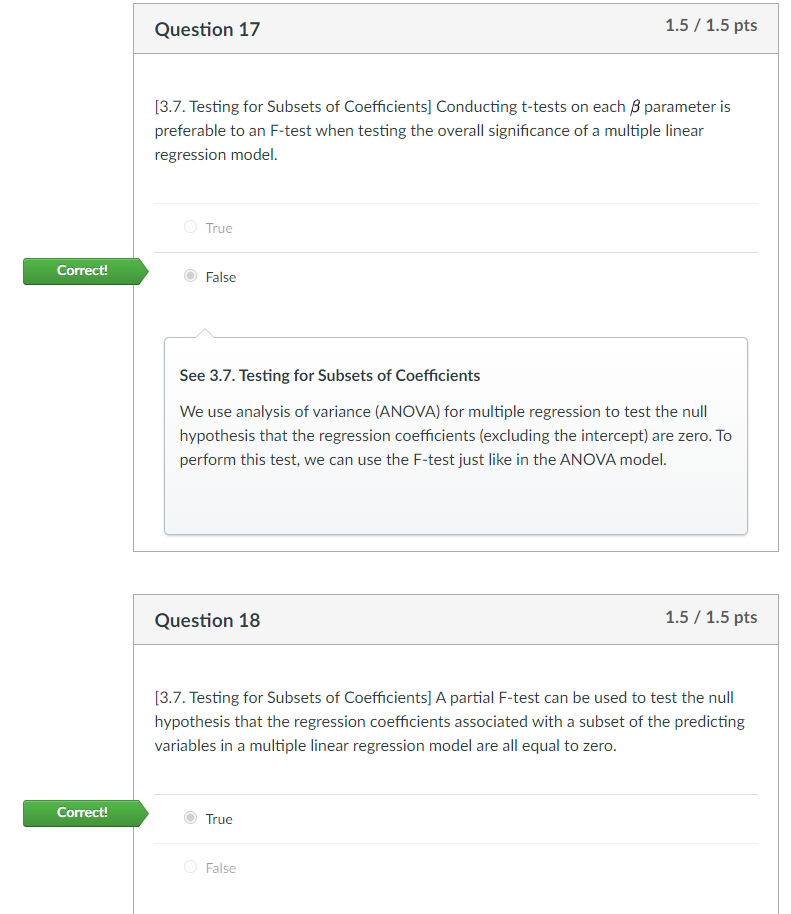 Question 17
1.5 / 1.5 pts
[3.7. Testing for Subsets of Coefficients] Conducting t-tests on each β parameter is
preferable to an F-test when testing the overall significance of a multiple linear
regression model.
True
Correct!
False
See 3.7. Testing for Subsets of Coefficients
We use analysis of variance (ANOVA) for multiple regression to test the null
hypothesis that the regression coefficients (excluding the intercept) are zero. To
perform this test, we can use the F-test just like in the ANOVA model.
Question 18
1.5 / 1.5 pts
[3.7. Testing for Subsets of Coefficients] A partial F-test can be used to test the null
hypothesis that the regression coefficients associated with a subset of the predicting
variables in a multiple linear regression model are all equal to zero.
Correct!
True
False